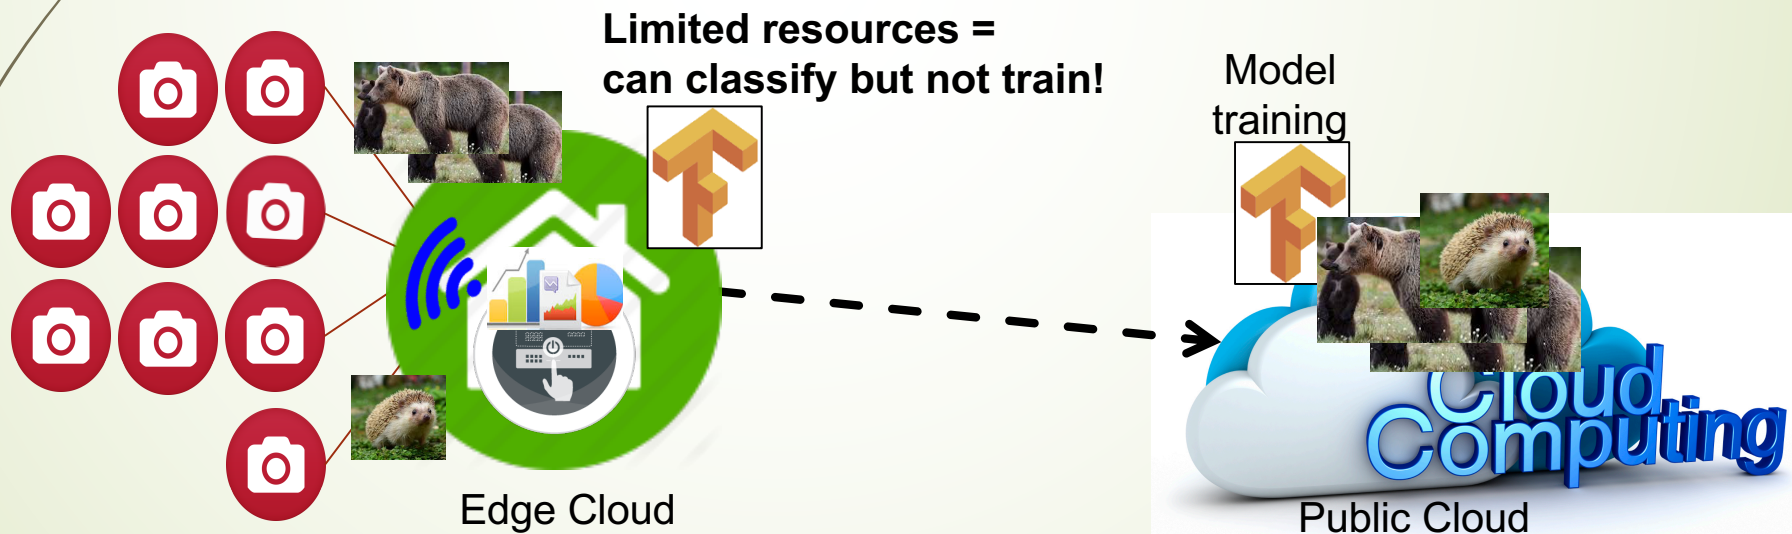 Limited resources =
can classify but not train!
Model
training
Cloud
Computing
Edge Cloud
Public Cloud